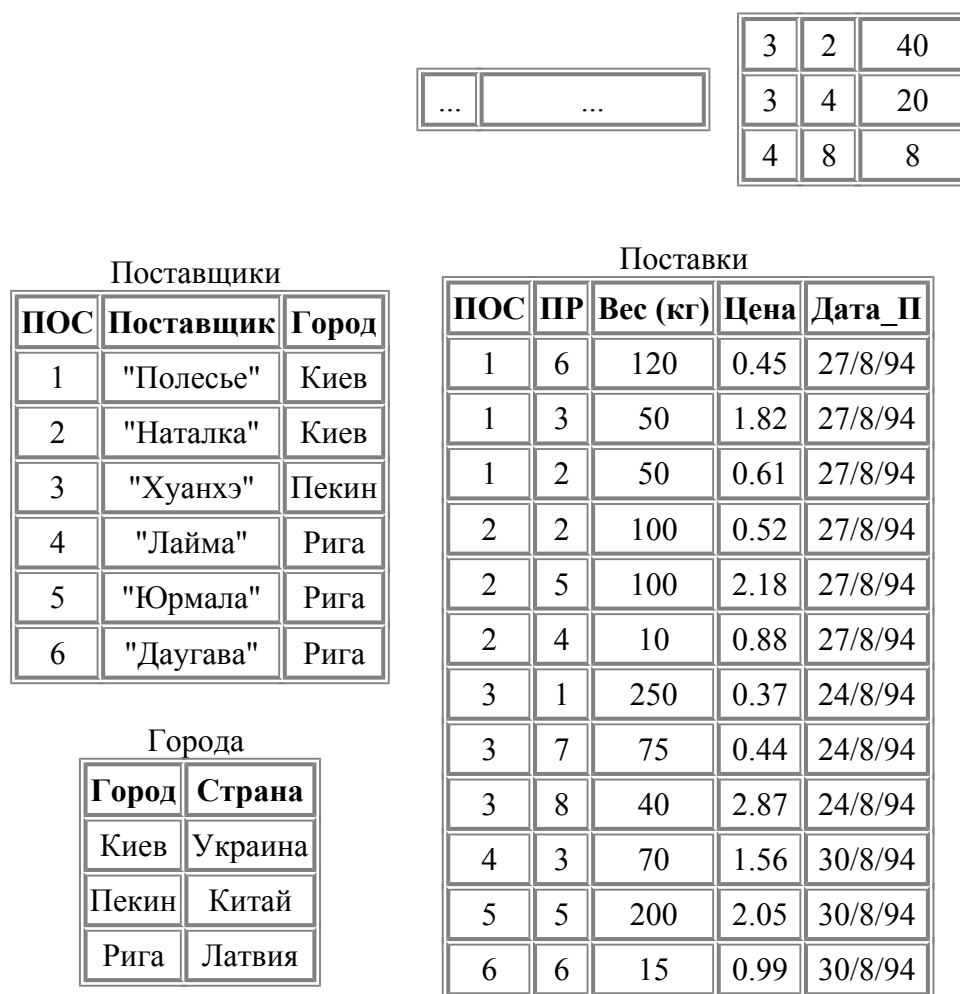 3 2 40
... ...
3 4 20
4 8 8
Поставщики
ПОС Поставщик Город
1 "Полесье" Киев
2 "Наталка" Киев
3 "Хуанхэ" Пекин
4 "Лайма" Рига
5 "Юрмала" Рига
6 "Даугава" Рига
Города
Город Страна
Киев Украина
Пекин Китай
Рига Латвия
Поставки
ПОС ПР Вес (кг) Цена Дата_П
1 6 120 0.45 27/8/94
1 3 50 1.82 27/8/94
1 2 50 0.61 27/8/94
2 2 100 0.52 27/8/94
2 5 100 2.18 27/8/94
2 4 10 0.88 27/8/94
3 1 250 0.37 24/8/94
3 7 75 0.44 24/8/94
3 8 40 2.87 24/8/94
4 3 70 1.56 30/8/94
5 5 200 2.05 30/8/94
6 6 15 0.99 30/8/94